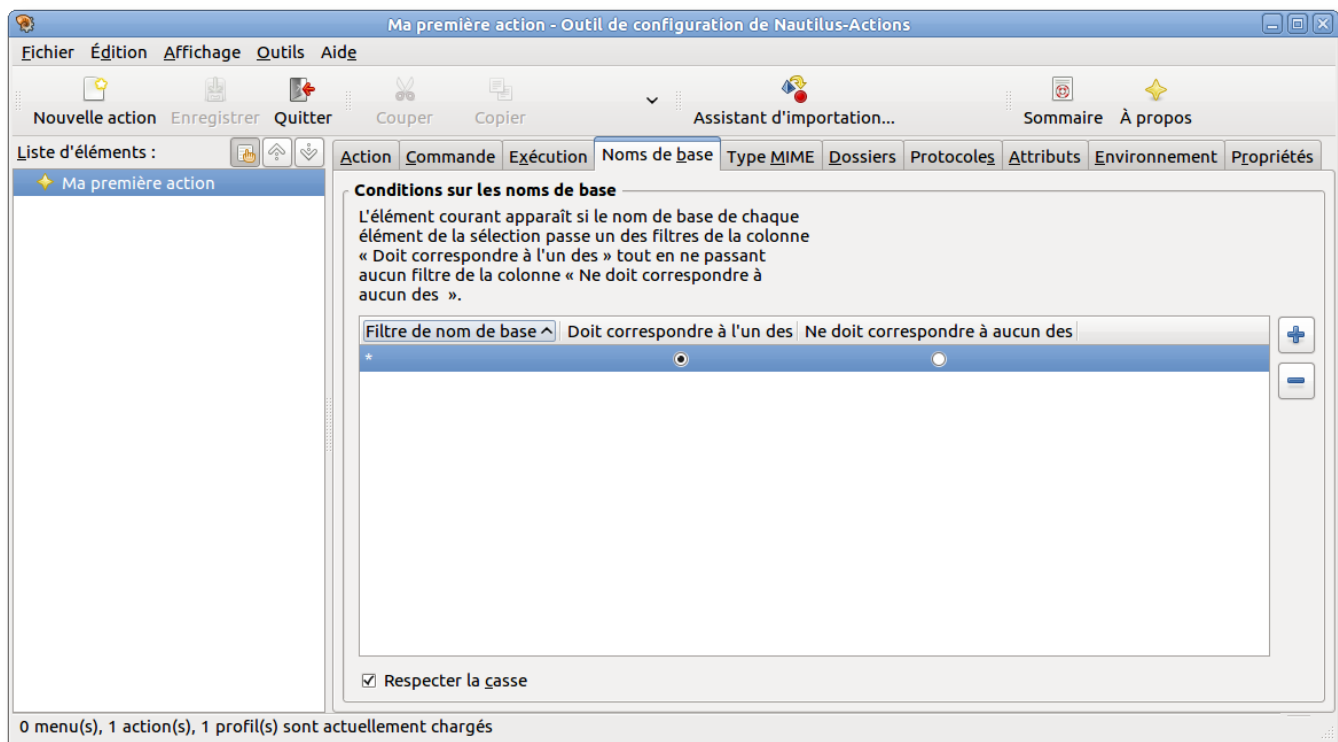 Ma première action - Outil de configuration de Nautilus-Actions
Fichier Édition Affichage Outils Aide
Nouvelle action Enregistrer Quitter Couper Copier Assistant d'importation... Sommaire À propos
Liste d'éléments :
Action Commande Exécution Noms de base Type MIME Dossiers Protocoles Attributs Environnement Propriétés
Ma première action
Conditions sur les noms de base
L'élément courant apparaît si le nom de base de chaque
élément de la sélection passe un des filtres de la colonne
« Doit correspondre à l'un des » tout en ne passant
aucun filtre de la colonne « Ne doit correspondre à
aucun des  ».
Filtre de nom de base Doit correspondre à l'un des Ne doit correspondre à aucun des
*
Respecter la casse
0 menu(s), 1 action(s), 1 profil(s) sont actuellement chargés